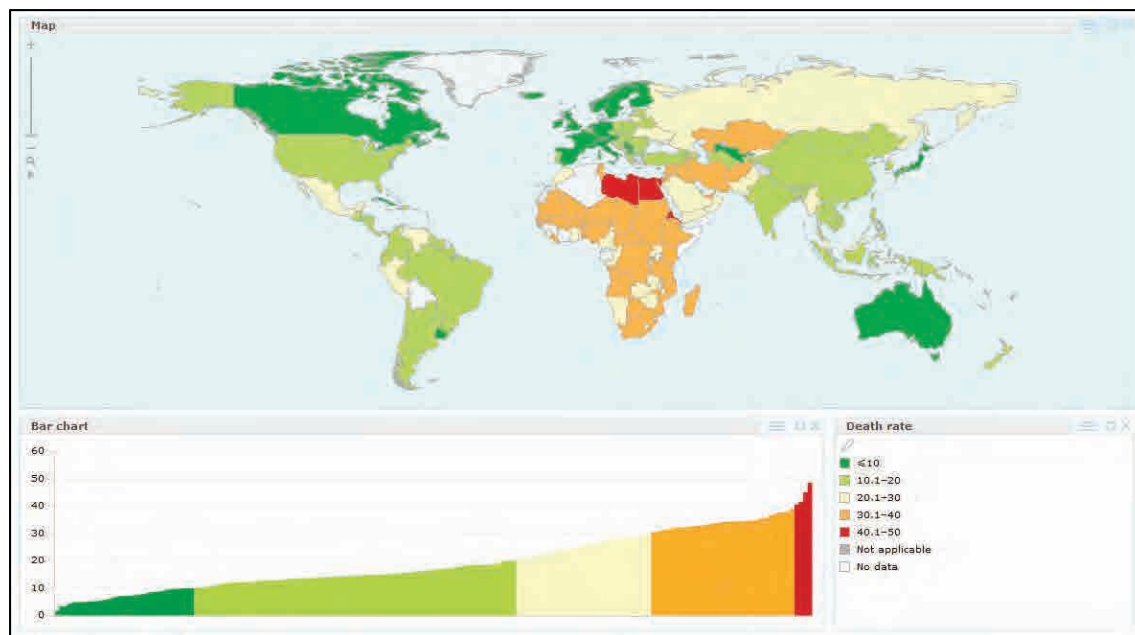 Map
Bar chart
60
50
40
30
20
10
0
Death rate
≤10
10.1–20
20.1–30
30.1–40
40.1–50
Not applicable
No data